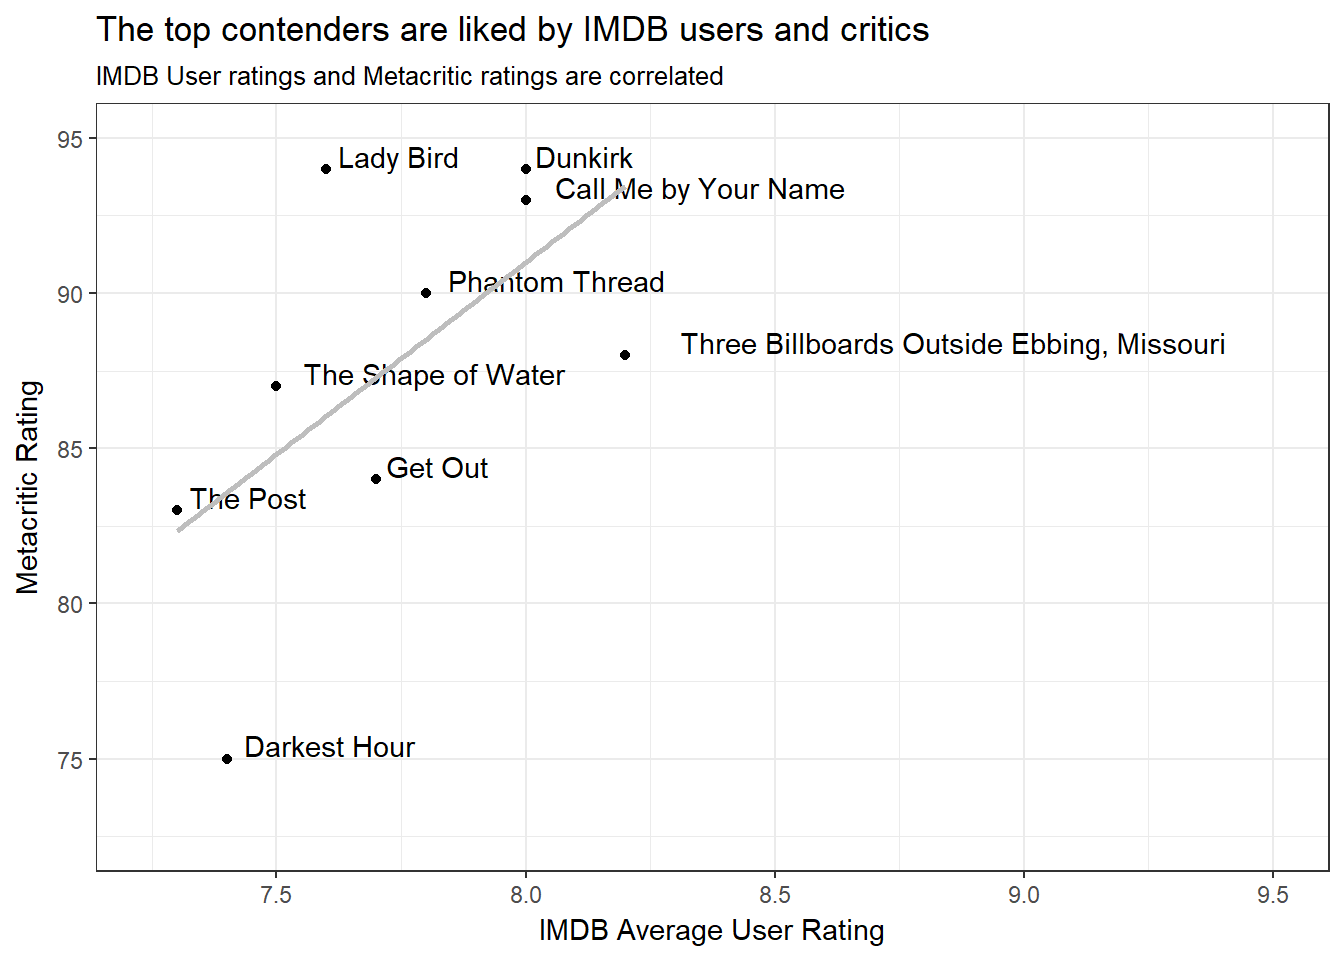 The top contenders are liked by IMDB users and critics
IMDB User ratings and Metacritic ratings are correlated
95
Lady Bird
Dunkirk
Call Me by Your Name
90
Phantom Thread
Three Billboards Outside Ebbing, Missouri
The Shape of Water
85
Get Out
The Post
80
75
Darkest Hour
Metacritic Rating
7.5
8.0
8.5
9.0
9.5
IMDB Average User Rating